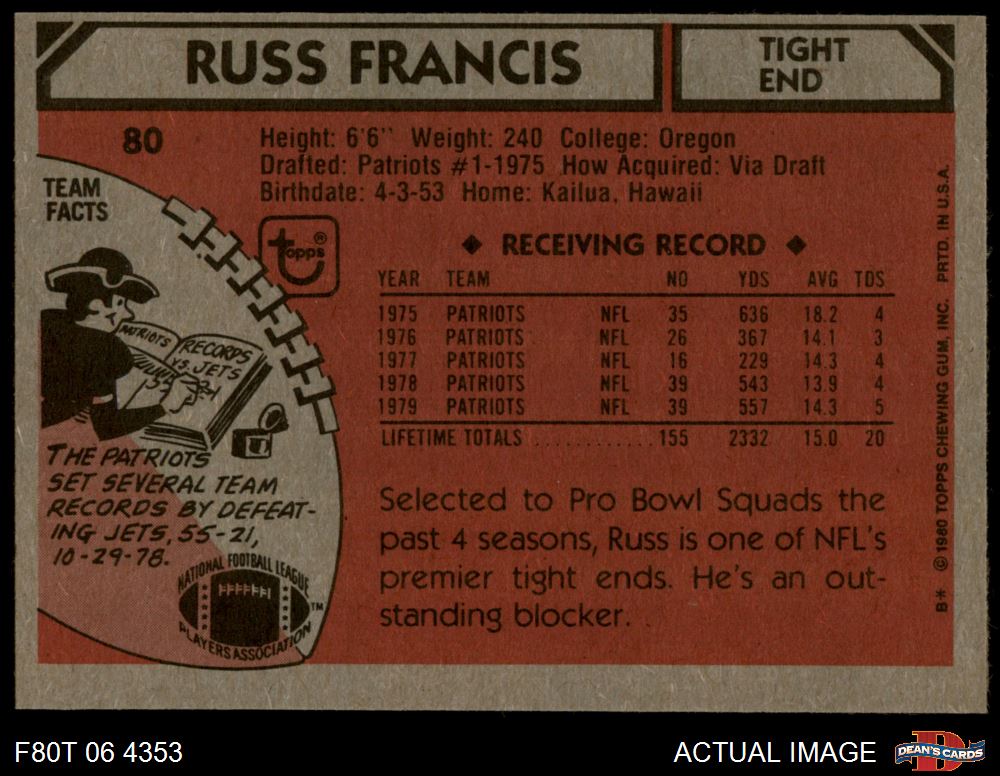 RUSS FRANCIS
TIGHT
END
80
Height: 6'6" Weight: 240 College: Oregon
Drafted: Patriots #1-1975 How Acquired: Via Draft
Birthdate: 4-3-53 Home: Kailua, Hawaii
TEAM
FACTS
topps®
PATRIOTS
RECORDS
VS. JETS
THE PATRIOTS
SET SEVERAL TEAM
RECORDS BY DEFEAT-
ING JETS, 55-21,
10-29-78.
NATIONAL FOOTBALL LEAGUE
PLAYERS ASSOCIATION
TM
◆ RECEIVING RECORD ◆
YEAR TEAM NO YDS AVG TDS
1975 PATRIOTS NFL 35 636 18.2 4
1976 PATRIOTS NFL 26 367 14.1 3
1977 PATRIOTS NFL 16 229 14.3 4
1978 PATRIOTS NFL 39 543 13.9 4
1979 PATRIOTS NFL 39 557 14.3 5
LIFETIME TOTALS ............ 155 2332 15.0 20
Selected to Pro Bowl Squads the
past 4 seasons, Russ is one of NFL's
premier tight ends. He's an out-
standing blocker.
B* © 1980 TOPPS CHEWING GUM, INC. PRTD. IN U.S.A.
F80T 06 4353
ACTUAL IMAGE
DEAN'S CARDS